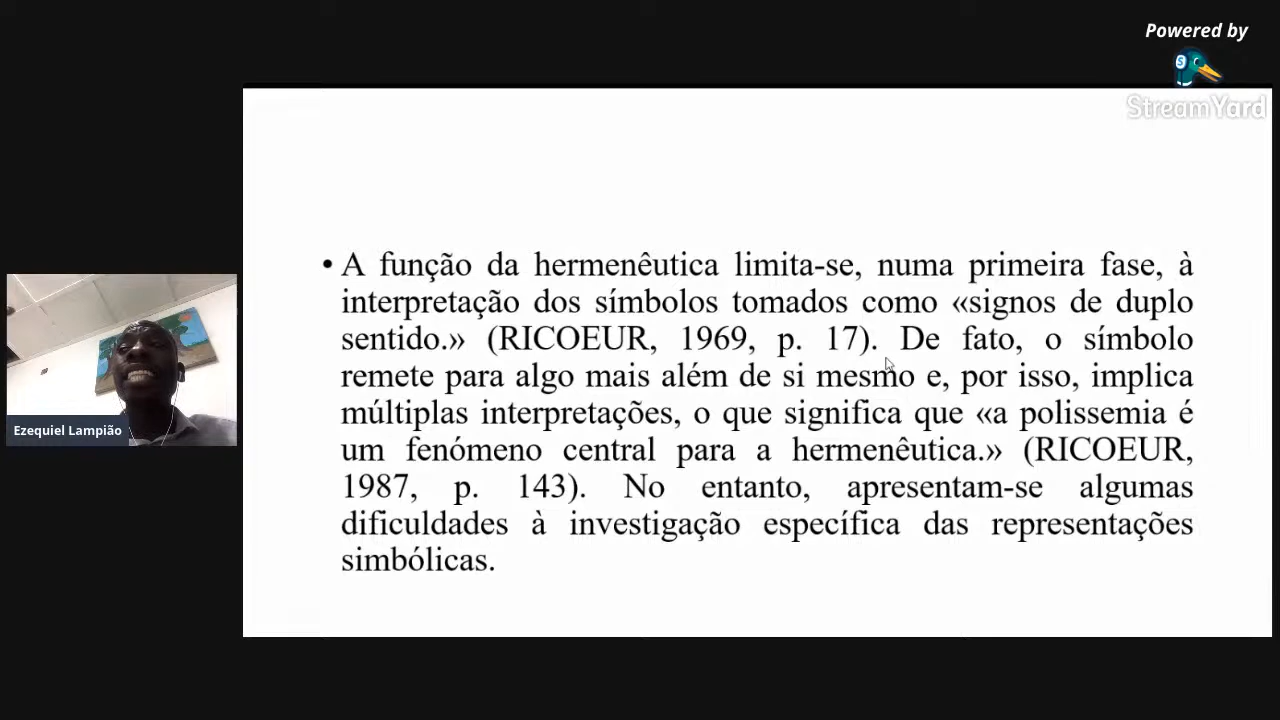 Powered by
StreamYard
• A função da hermenêutica limita-se, numa primeira fase, à
interpretação dos símbolos tomados como «signos de duplo
sentido.» (RICOEUR, 1969, p. 17). De fato, o símbolo
remete para algo mais além de si mesmo e, por isso, implica
múltiplas interpretações, o que significa que «a polissemia é
um fenómeno central para a hermenêutica.» (RICOEUR,
1987, p. 143). No entanto, apresentam-se algumas
dificuldades à investigação específica das representações
simbólicas.
Ezequiel Lampião